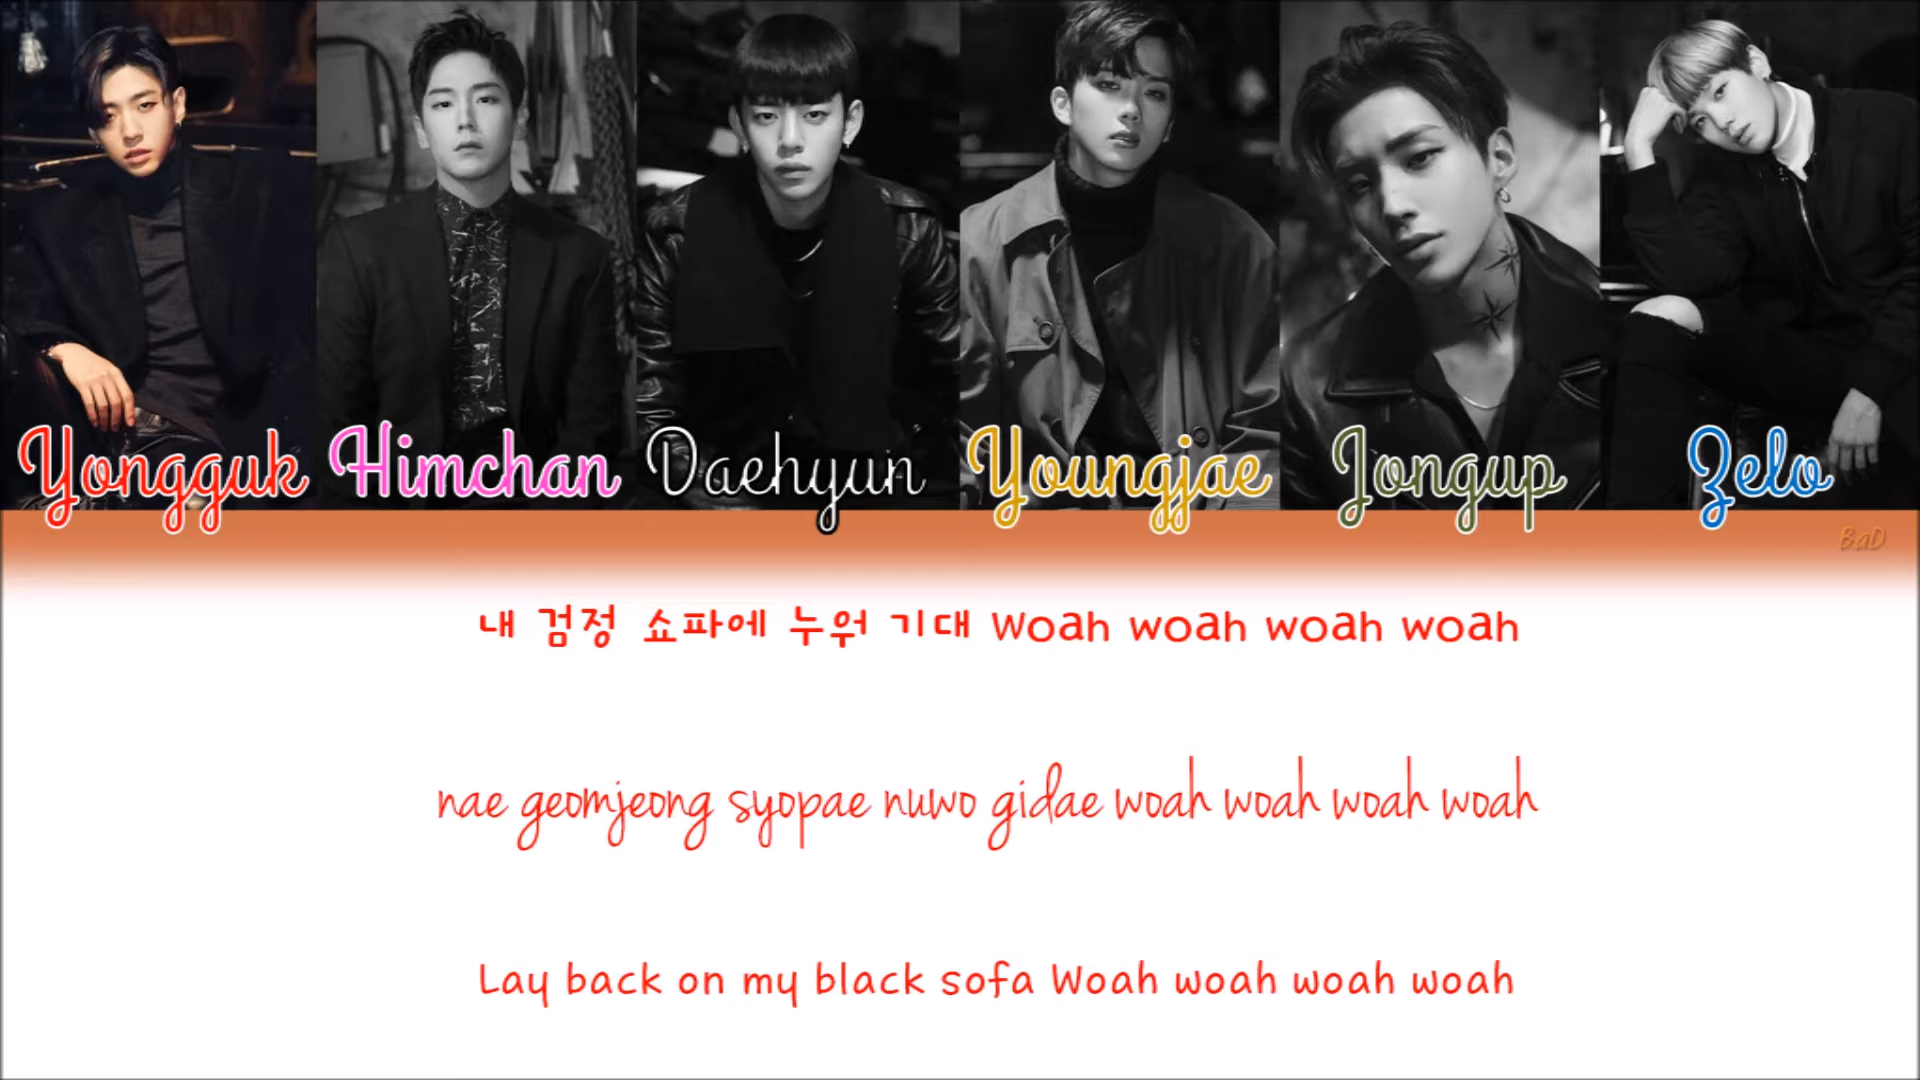 Yongguk Himchan Daehyun Youngjae Jongup Zelo
BaD
내 검정 쇼파에 누워 기대 Woah woah woah woah
nae geomjeong syopae nuwo gidae woah woah woah woah
Lay back on my black sofa Woah woah woah woah